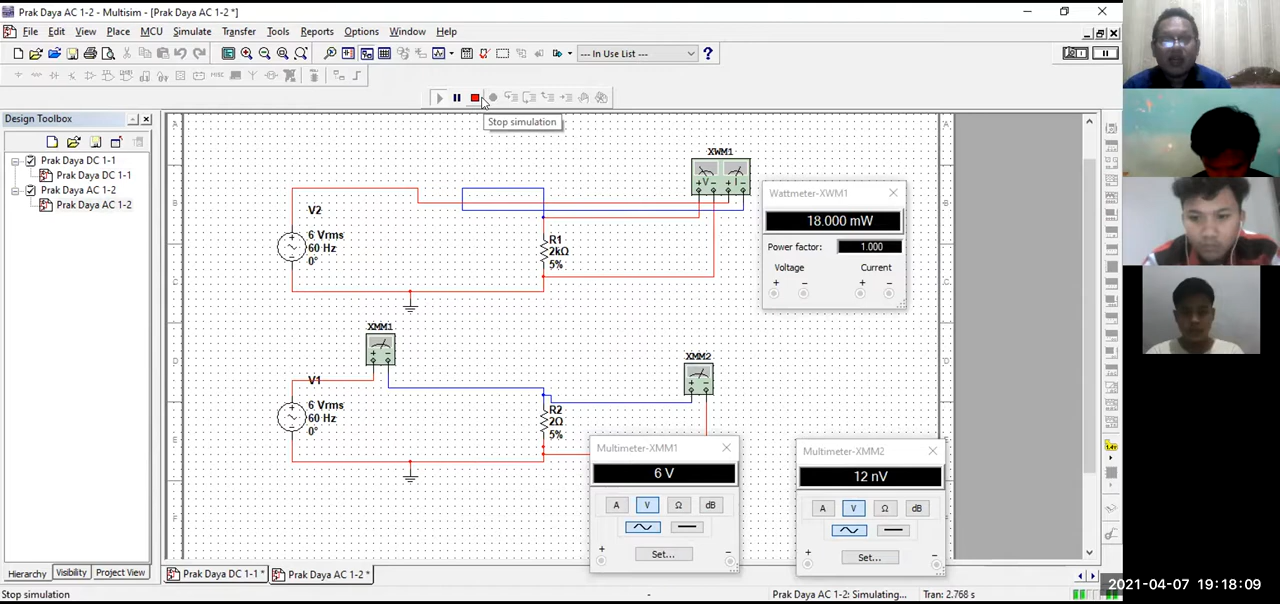 Prak Daya AC 1-2 - Multisim - [Prak Daya AC 1-2 *]
File Edit View Place MCU Simulate Transfer Tools Reports Options Window Help
--- In Use List ---
Stop simulation
Design Toolbox
Prak Daya DC 1-1
Prak Daya DC 1-1
Prak Daya AC 1-2
Prak Daya AC 1-2
Hierarchy Visibility Project View
XWM1
V2
6 Vrms
60 Hz
0°
R1
2kΩ
5%
Wattmeter-XWM1
18.000 mW
Power factor: 1.000
Voltage Current
+ - + -
XMM1
V1
6 Vrms
60 Hz
0°
XMM2
R2
2Ω
5%
Multimeter-XMM1
6 V
A V Ω dB
Set...
Multimeter-XMM2
12 nV
A V Ω dB
Set...
Prak Daya DC 1-1 * Prak Daya AC 1-2 *
Stop simulation - Prak Daya AC 1-2: Simulating... Tran: 2.768 s
2021-04-07 19:18:09